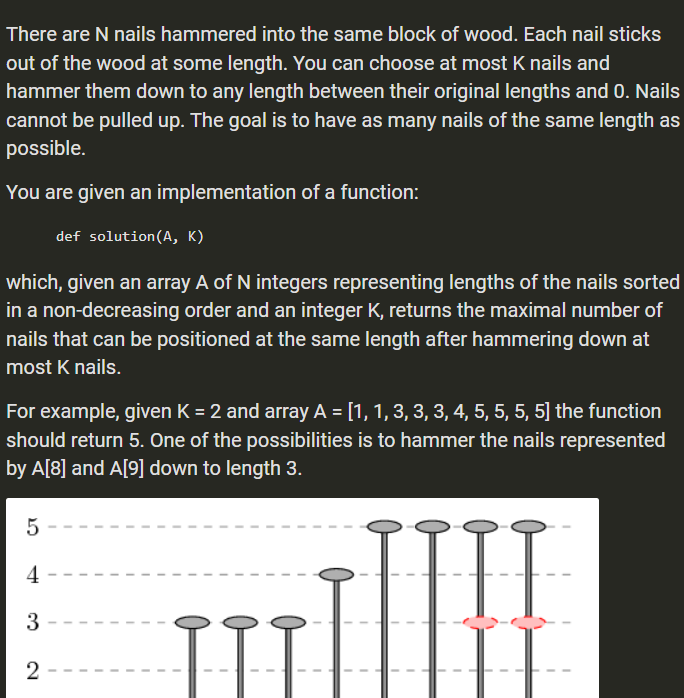 There are N nails hammered into the same block of wood. Each nail sticks
out of the wood at some length. You can choose at most K nails and
hammer them down to any length between their original lengths and 0. Nails
cannot be pulled up. The goal is to have as many nails of the same length as
possible.
You are given an implementation of a function:
def solution(A, K)
which, given an array A of N integers representing lengths of the nails sorted
in a non-decreasing order and an integer K, returns the maximal number of
nails that can be positioned at the same length after hammering down at
most K nails.
For example, given K = 2 and array A = [1, 1, 3, 3, 3, 4, 5, 5, 5, 5] the function
should return 5. One of the possibilities is to hammer the nails represented
by A[8] and A[9] down to length 3.
5
4
3
2